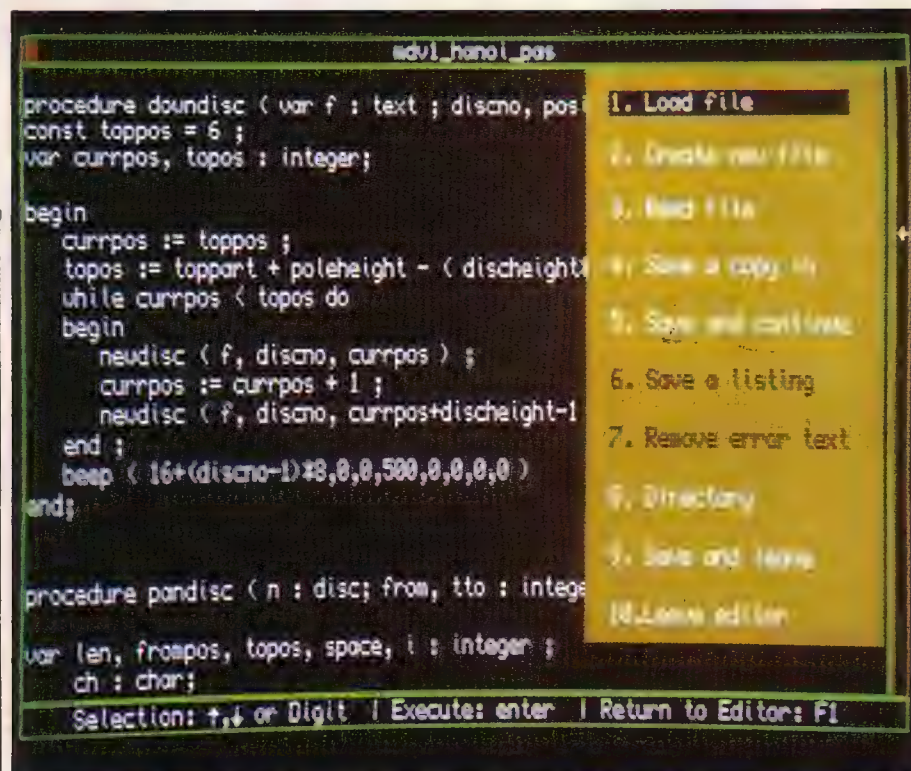 mdv1_hanoi_pas
procedure downdisc ( var f : text ; discno, posi
const toppos = 6 ;
var currpos, topos : integer;
begin
currpos := toppos ;
topos := toppart + poleheight - ( discheight*
while currpos < topos do
begin
newdisc ( f, discno, currpos ) ;
currpos := currpos + 1 ;
newdisc ( f, discno, currpos+discheight-1
end ;
beep ( 16+(discno-1)*8,0,0,500,0,0,0,0 )
end;
procedure pandisc ( n : disc; from, tto : intege
var len, frompos, topos, space, i : integer ;
ch : char;
1. Load file
2. Create new file
3. Read file
4. Save a copy in
5. Save and continue
6. Save a listing
7. Remove error text
8. Directory
9. Save and leave
10.Leave editor
Selection: ↑,↓ or Digit | Execute: enter | Return to Editor: F1